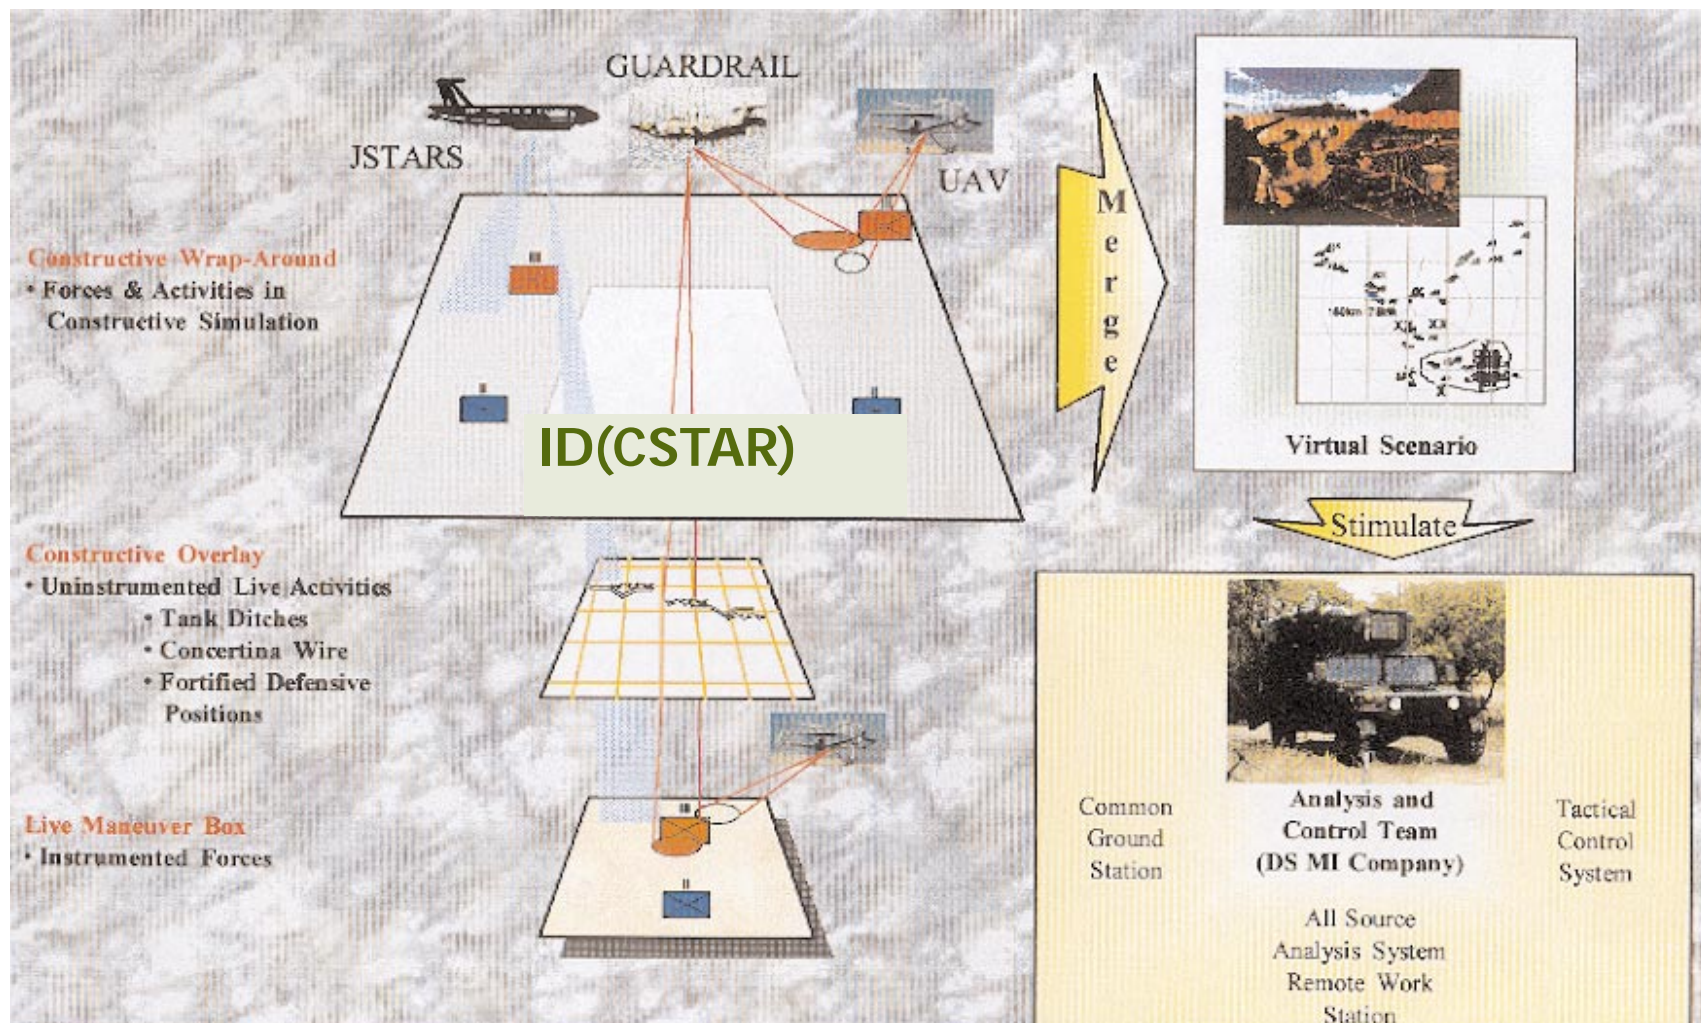 GUARDRAIL
JSTARS
UAV
Constructive Wrap-Around
• Forces & Activities in
Constructive Simulation
ID(CSTAR)
Constructive Overlay
• Uninstrumented Live Activities
• Tank Ditches
• Concertina Wire
• Fortified Defensive
Positions
Live Maneuver Box
• Instrumented Forces
Merge
Virtual Scenario
Stimulate
Common
Ground
Station
Analysis and
Control Team
(DS MI Company)
Tactical
Control
System
All Source
Analysis System
Remote Work
Station